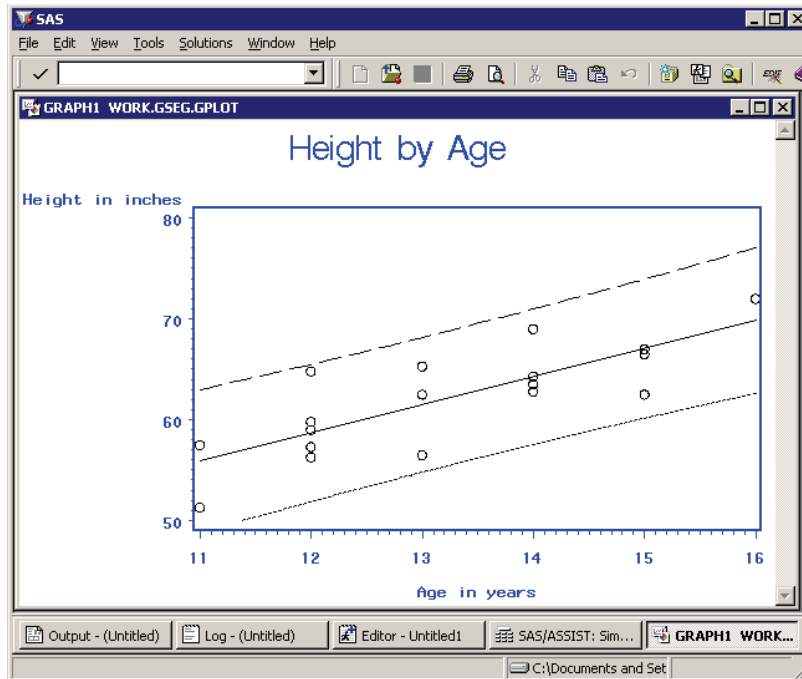 SAS
File Edit View Tools Solutions Window Help
GRAPH1 WORK.GSEG.GPLOT
Height by Age
Height in inches
80
70
60
50
11 12 13 14 15 16
Age in years
Output - (Untitled) Log - (Untitled) Editor - Untitled1 SAS/ASSIST: Sim... GRAPH1 WORK...
C:\Documents and Set